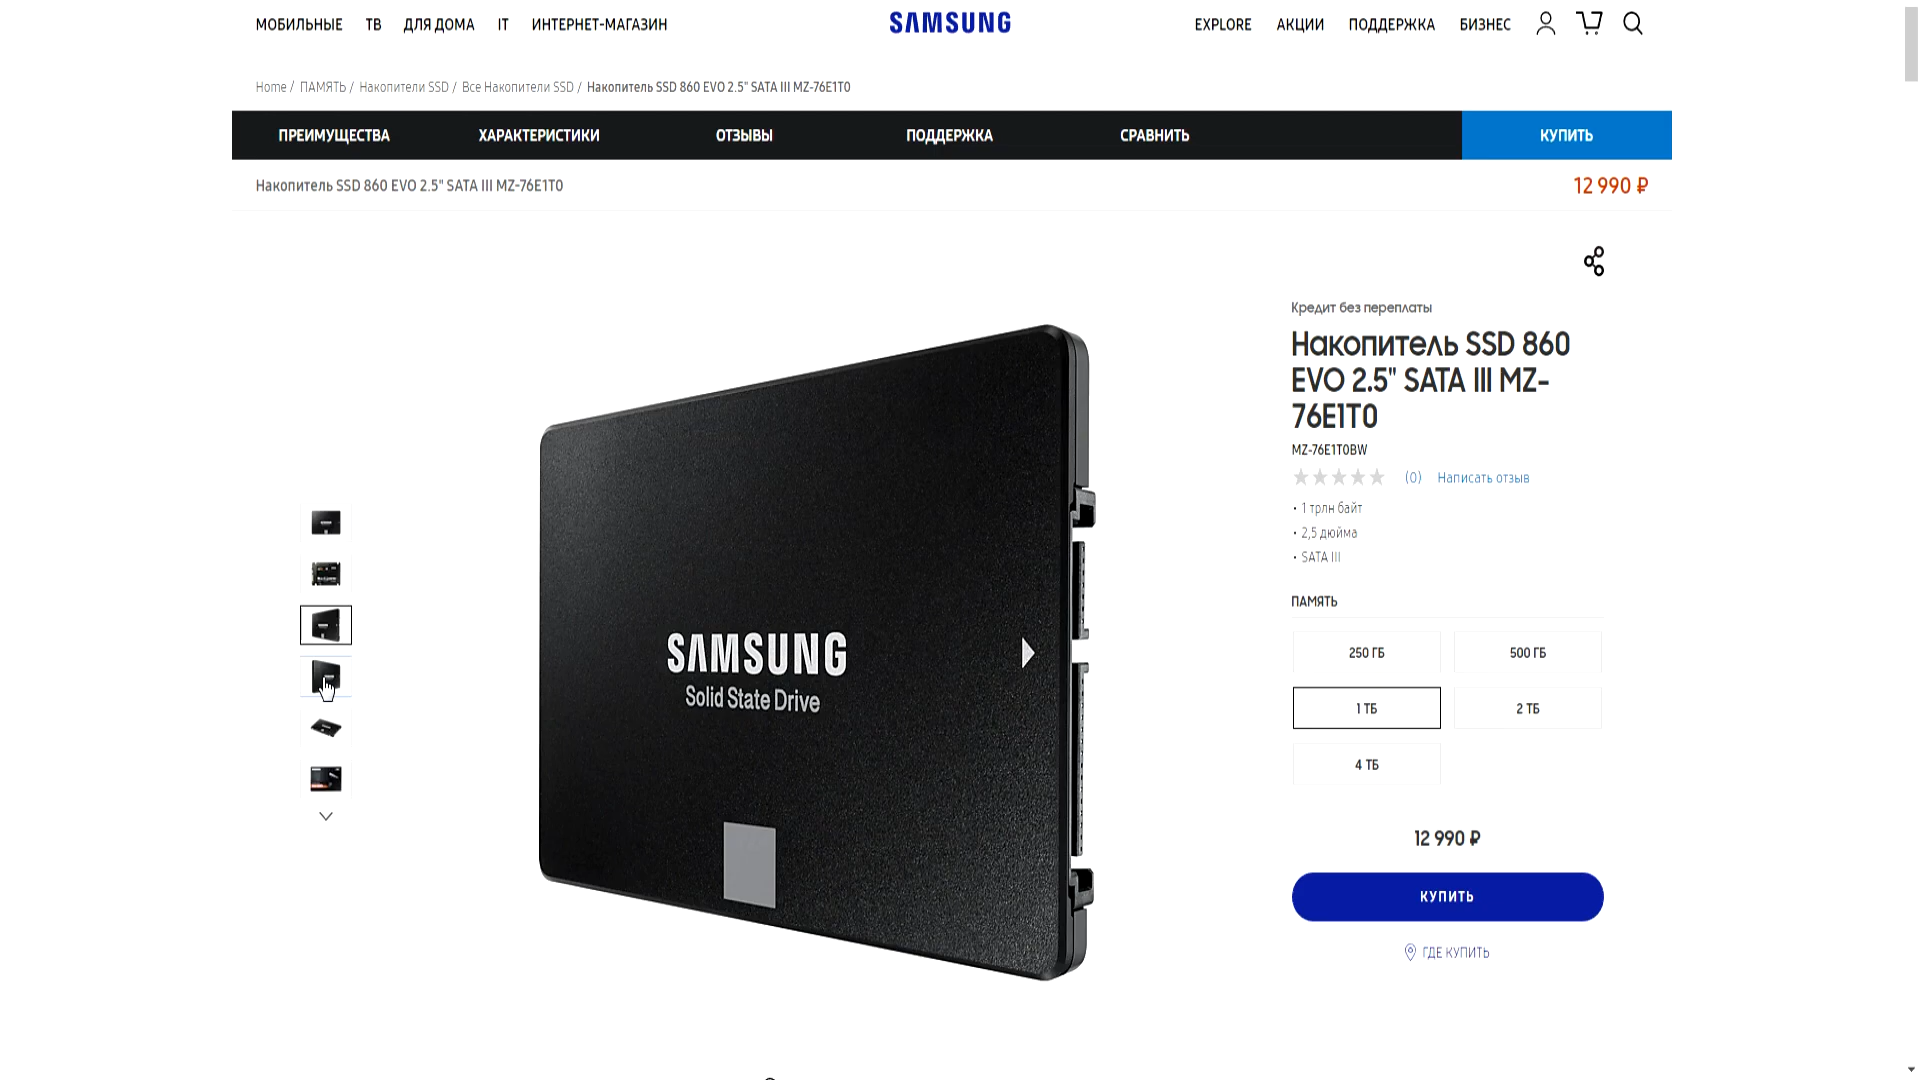 МОБИЛЬНЫЕ ТВ ДЛЯ ДОМА IT ИНТЕРНЕТ-МАГАЗИН SAMSUNG EXPLORE АКЦИИ ПОДДЕРЖКА БИЗНЕС
Home / ПАМЯТЬ / Накопители SSD / Все Накопители SSD / Накопитель SSD 860 EVO 2.5" SATA III MZ-76E1T0
ПРЕИМУЩЕСТВА ХАРАКТЕРИСТИКИ ОТЗЫВЫ ПОДДЕРЖКА СРАВНИТЬ КУПИТЬ
Накопитель SSD 860 EVO 2.5" SATA III MZ-76E1T0 12 990 ₽
Кредит без переплаты
Накопитель SSD 860
EVO 2.5" SATA III MZ-
76E1T0
MZ-76E1T0BW
(0) Написать отзыв
• 1 трлн байт
• 2,5 дюйма
• SATA III
ПАМЯТЬ
250 ГБ 500 ГБ
1 ТБ 2 ТБ
4 ТБ
12 990 ₽
КУПИТЬ
ГДЕ КУПИТЬ
SAMSUNG
Solid State Drive